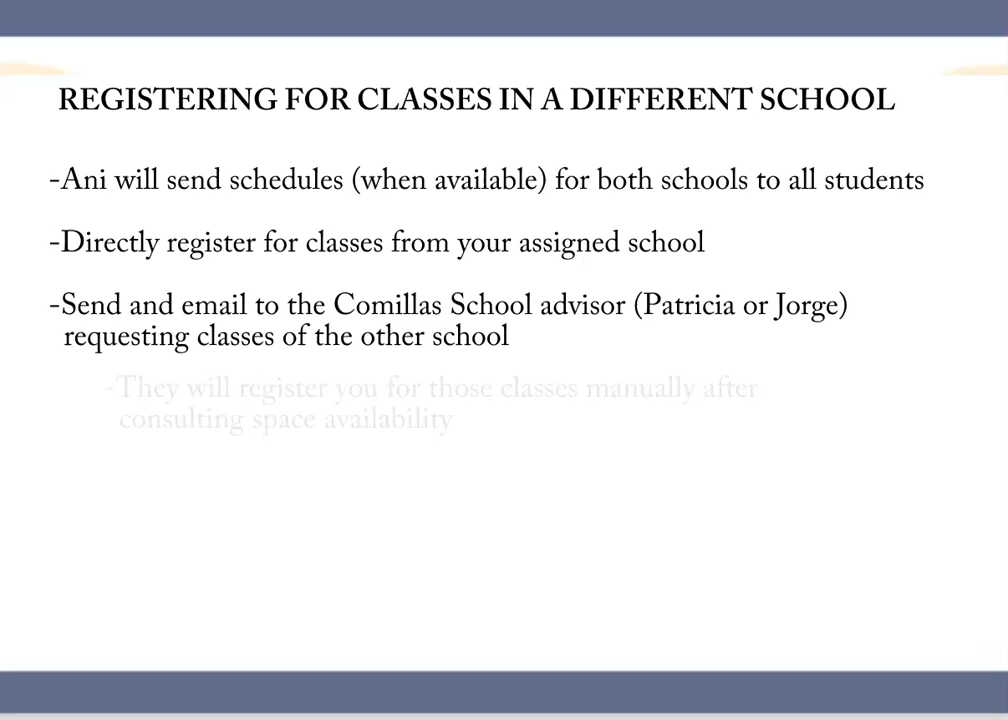 REGISTERING FOR CLASSES IN A DIFFERENT SCHOOL
-Ani will send schedules (when available) for both schools to all students
-Directly register for classes from your assigned school
-Send and email to the Comillas School advisor (Patricia or Jorge)
requesting classes of the other school
-They will register you for those classes manually after
consulting space availability